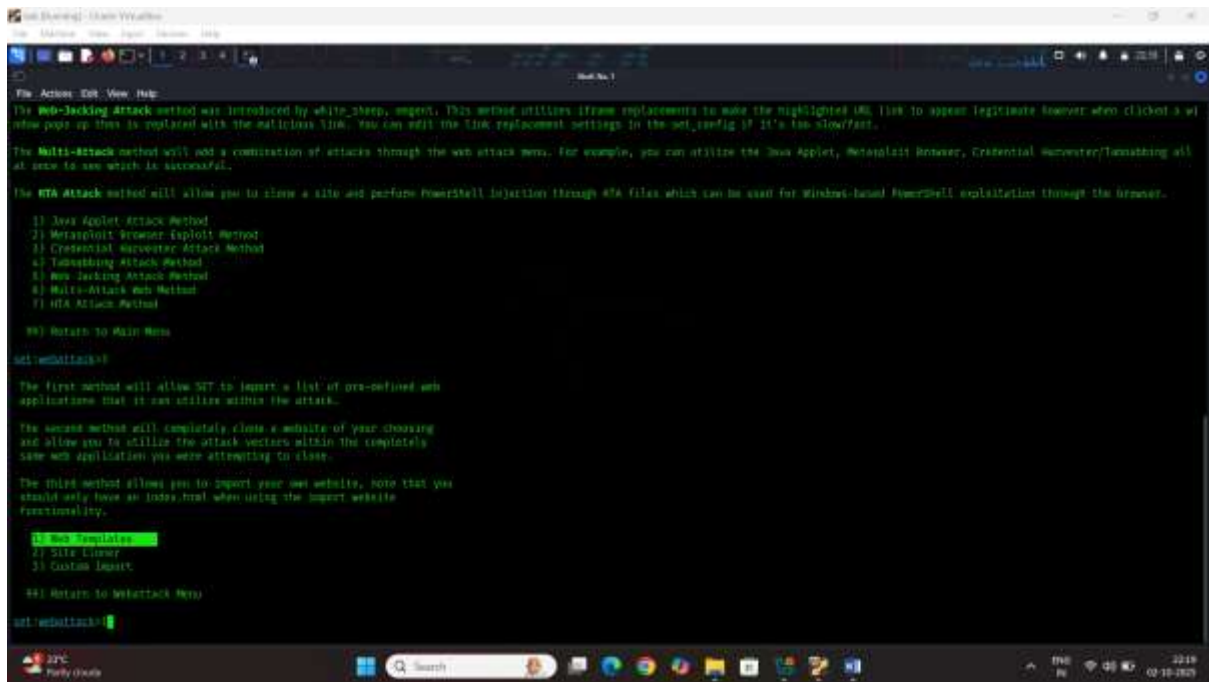 File Actions Edit View Help
The Web-Jacking Attack method was introduced by white_sheep, emgent. This method utilizes iframe replacements to make the highlighted URL link to appear legitimate however when clicked a wi
ndow pops up then is replaced with the malicious link. You can edit the link replacement settings in the set_config if it's too slow/fast.
The Multi-Attack method will add a combination of attacks through the web attack menu. For example, you can utilize the Java Applet, Metasploit Browser, Credential Harvester/Tabnabbing all
at once to see which is successful.
The HTA Attack method will allow you to clone a site and perform PowerShell injection through HTA files which can be used for Windows-based PowerShell exploitation through the browser.
1) Java Applet Attack Method
2) Metasploit Browser Exploit Method
3) Credential Harvester Attack Method
4) Tabnabbing Attack Method
5) Web Jacking Attack Method
6) Multi-Attack Web Method
7) HTA Attack Method
99) Return to Main Menu
set:webattack>3
The first method will allow SET to import a list of pre-defined web
applications that it can utilize within the attack.
The second method will completely clone a website of your choosing
and allow you to utilize the attack vectors within the completely
same web application you were attempting to clone.
The third method allows you to import your own website, note that you
should only have an index.html when using the import website
functionality.
1) Web Templates
2) Site Cloner
3) Custom Import
99) Return to Webattack Menu
set:webattack>
Search
33°C
Partly cloudy
ENG
IN
22:19
02-10-2025